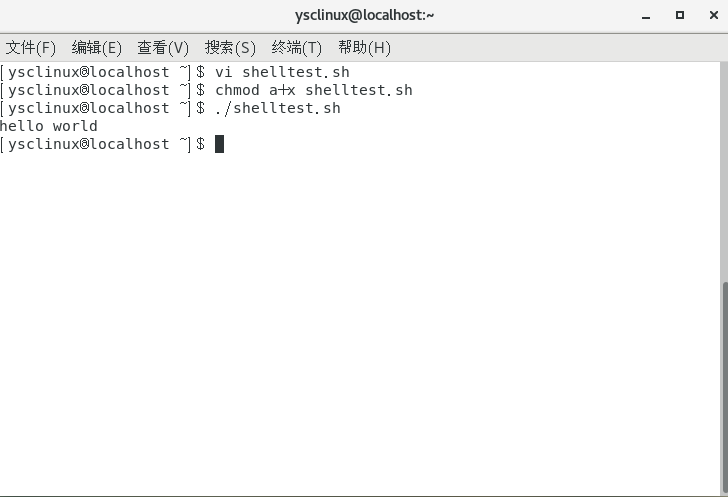 ysclinux@localhost:~
文件(F) 编辑(E) 查看(V) 搜索(S) 终端(T) 帮助(H)
[ysclinux@localhost ~]$ vi shelltest.sh
[ysclinux@localhost ~]$ chmod a+x shelltest.sh
[ysclinux@localhost ~]$ ./shelltest.sh
hello world
[ysclinux@localhost ~]$